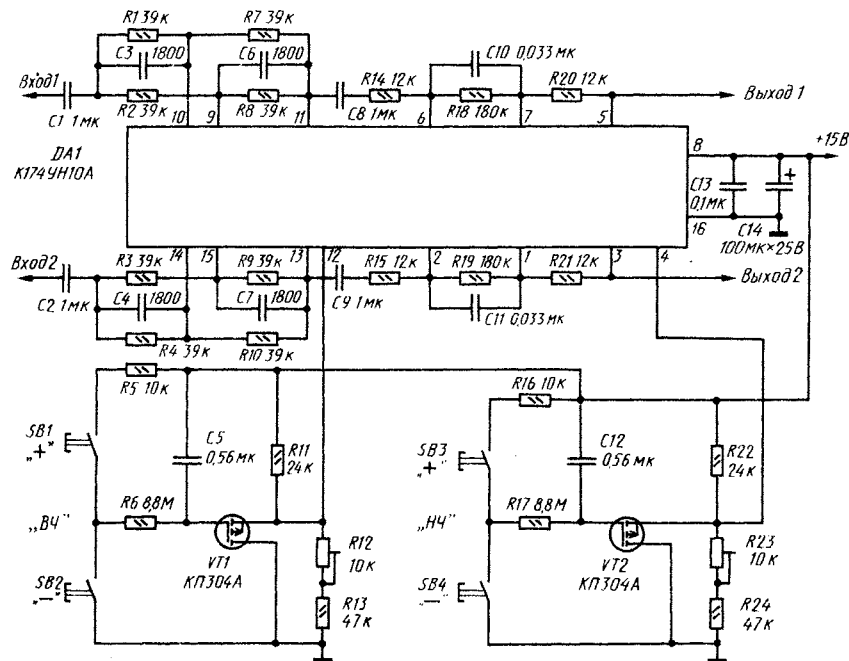 R1 39к
R7 39к
C3 1800
C6 1800
C10 0,033 мк
R14 12к
R20 12к
Вход1
Выход 1
C1 1мк
R2 39к
R8 39к
C8 1мк
R18 180к
10
9
11
6
7
5
DA1
К174УН10А
8
+15В
C13
0,1мк
+
C14
100мк×25В
16
14
15
13
12
2
1
3
4
Вход2
R3 39к
R9 39к
R15 12к
R19 180к
R21 12к
Выход2
C2 1мк
C4 1800
C7 1800
C9 1мк
C11 0,033 мк
R4 39 к
R10 39к
R5 10к
R16 10к
SB1
„+“
C5
0,56 мк
R11
24к
SB3
„+“
C12
0,56 мк
R22
24к
R6 8,8М
„ВЧ“
R17 8,8М
„НЧ“
VT1
КП304А
R12
10к
VT2
КП304А
R23
10к
SB2
„—“
R13
47к
SB4
„—“
R24
47к